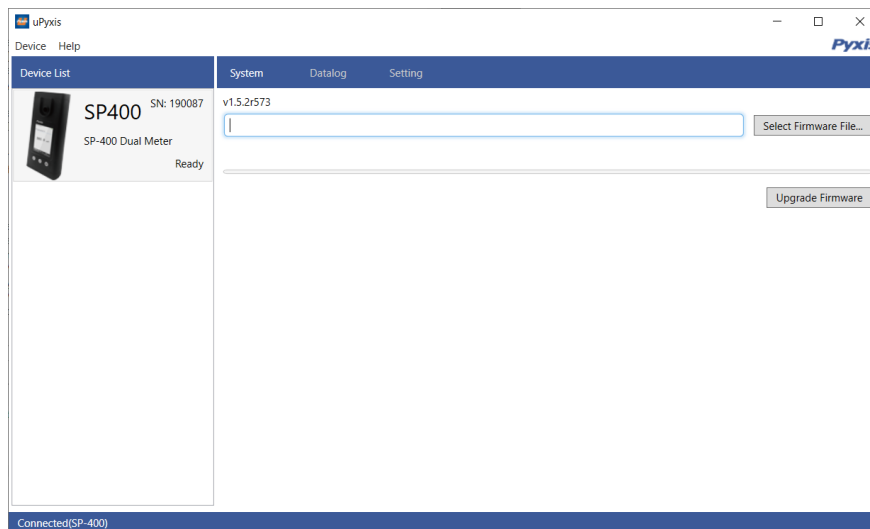 uPyxis
Device Help
Pyxis
Device List
System Datalog Setting
SP400 SN: 190087
SP-400 Dual Meter
Ready
v1.5.2r573
Select Firmware File...
Upgrade Firmware
Connected(SP-400)